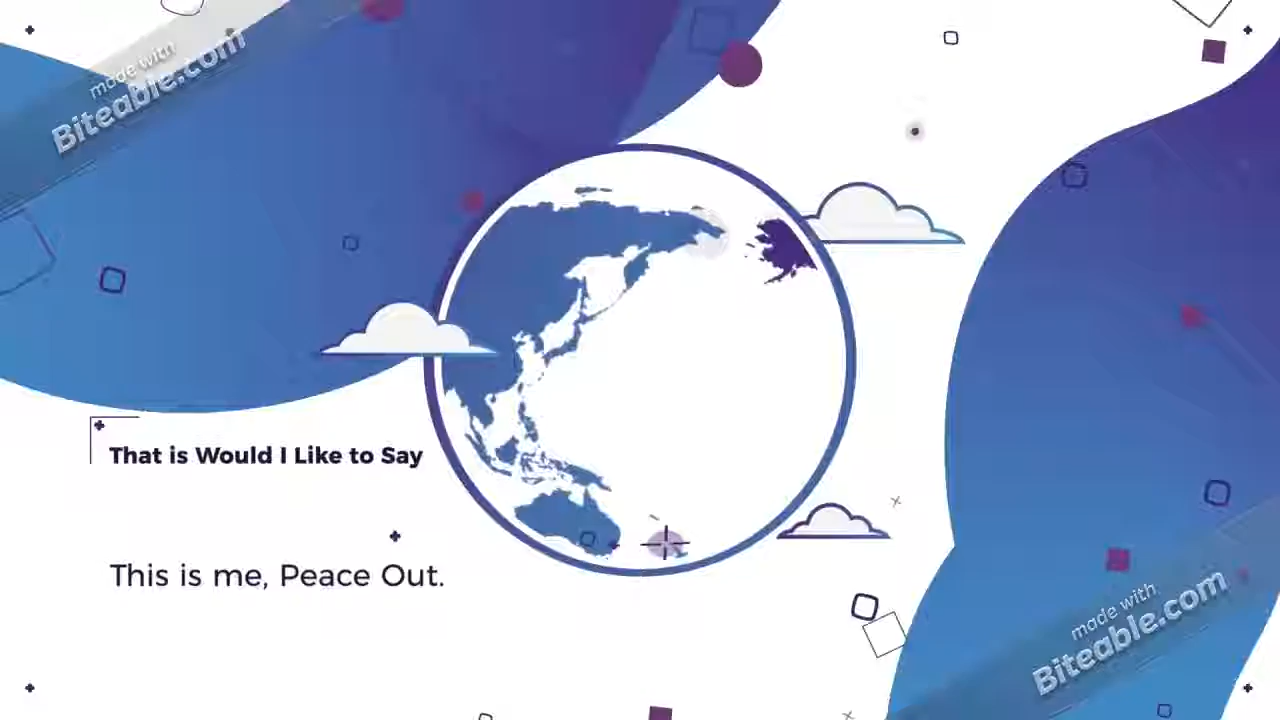 made with
Biteable.com
That is Would I Like to Say
This is me, Peace Out.
made with
Biteable.com